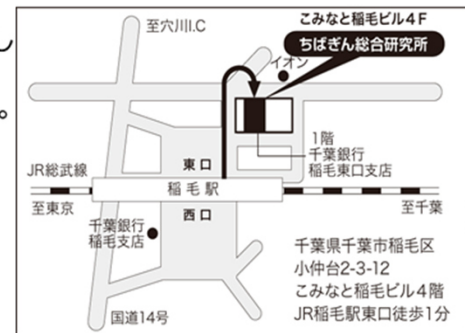 し
。
至穴川I.C
こみなと稲毛ビル４F
ちばぎん総合研究所
イオン
1階
千葉銀行
稲毛東口支店
JR総武線
東口
稲毛駅
至東京
西口
至千葉
千葉銀行
稲毛支店
国道14号
千葉県千葉市稲毛区
小仲台2-3-12
こみなと稲毛ビル４階
JR稲毛駅東口徒歩1分